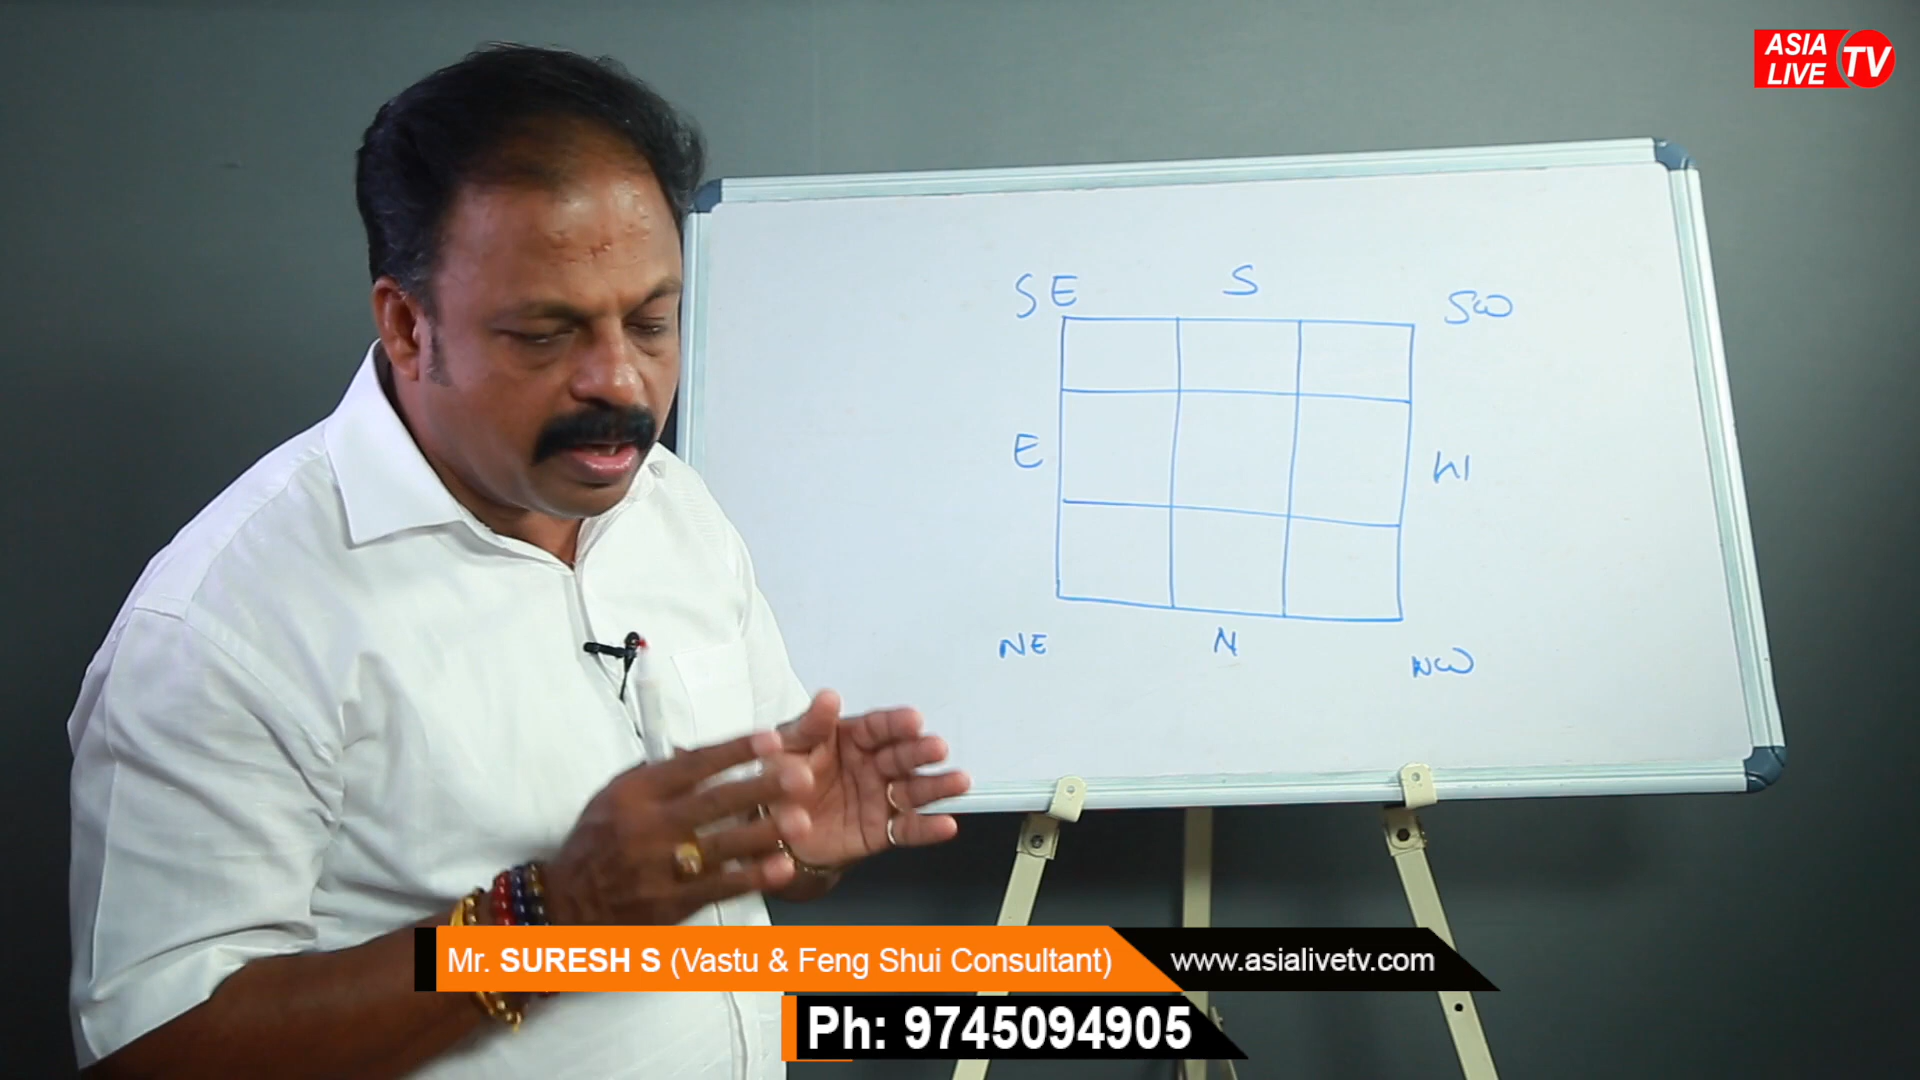 ASIA
LIVE TV
SE S SW
E W
NE N NW
Mr. SURESH S (Vastu & Feng Shui Consultant) www.asialivetv.com
Ph: 9745094905